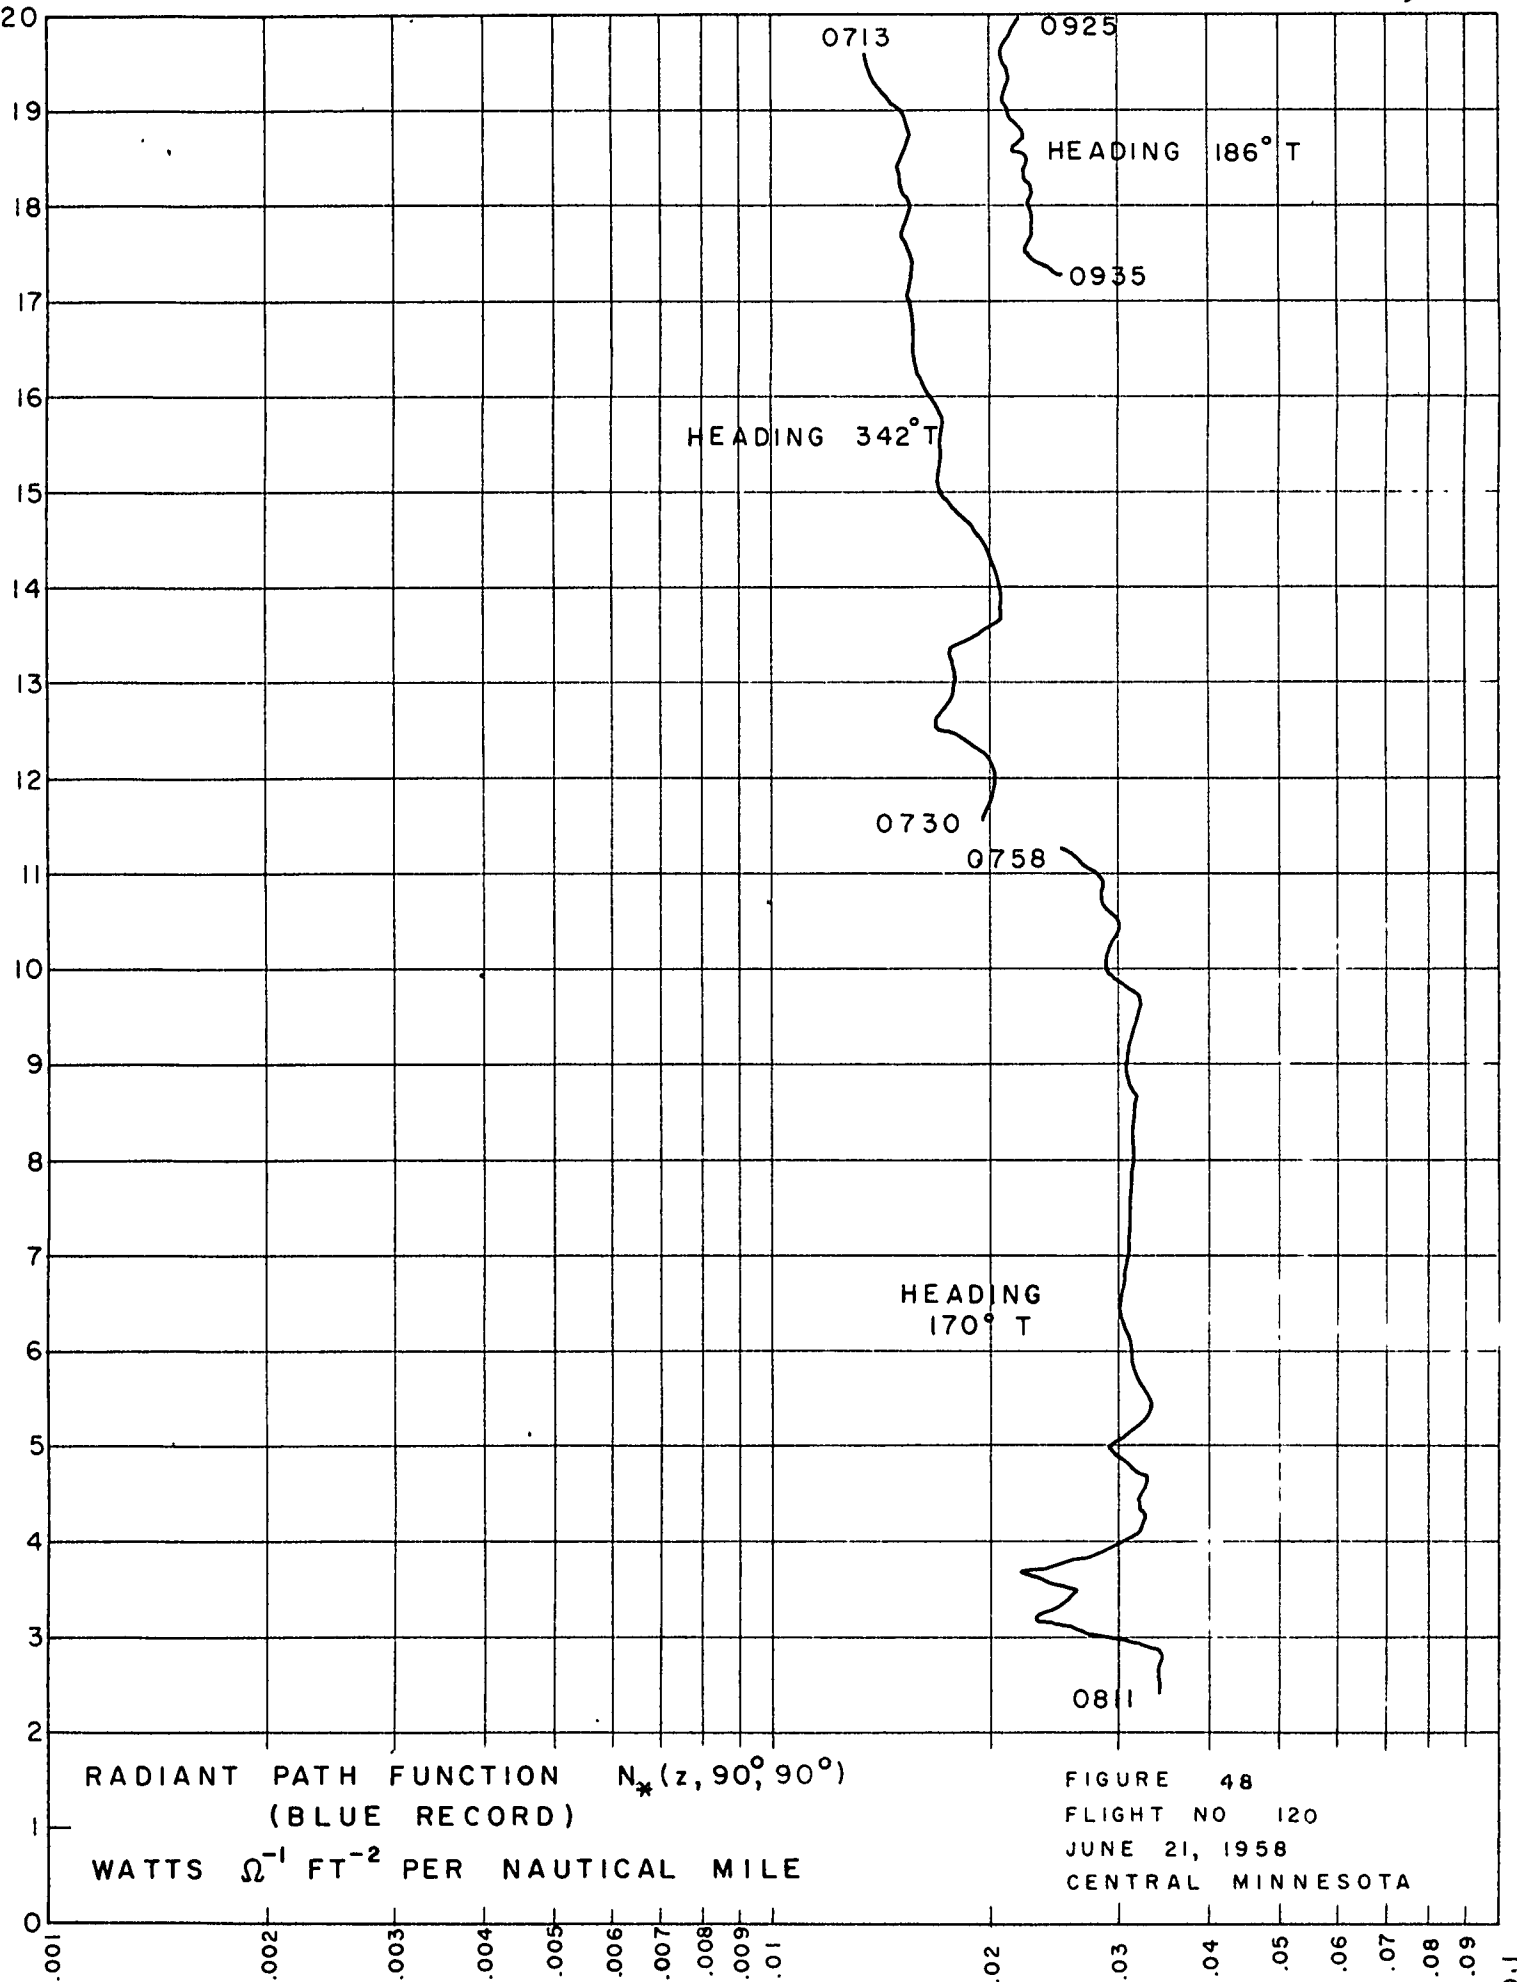 20
0713
0925
19
HEADING 186° T
18
0935
17
16
HEADING 342° T
15
14
13
12
0730
0758
11
10
9
8
7
HEADING
170° T
6
5
4
3
0811
2
RADIANT PATH FUNCTION N*(z, 90°, 90°)
(BLUE RECORD)
1
WATTS Ω⁻¹ FT⁻² PER NAUTICAL MILE
FIGURE 48
FLIGHT NO 120
JUNE 21, 1958
CENTRAL MINNESOTA
0
.001 .002 .003 .004 .005 .006 .007 .008 .009 .01 .02 .03 .04 .05 .06 .07 .08 .09 0.1